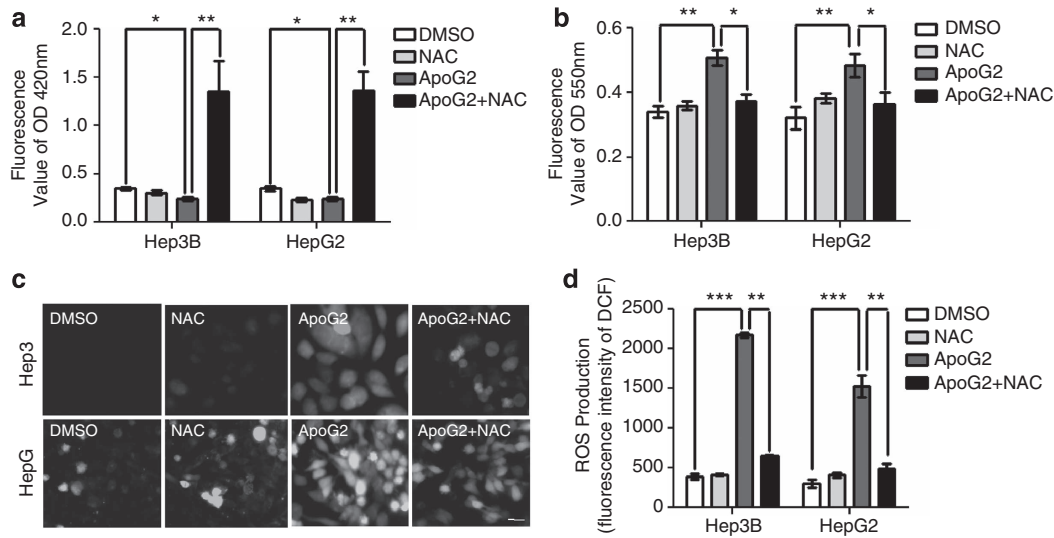 a
* ** * **
2.0
1.5
1.0
0.5
0.0
Fluorescence
Value of OD 420nm
Hep3B HepG2
DMSO
NAC
ApoG2
ApoG2+NAC
b
** * ** *
0.6
0.4
0.2
0.0
Fluorescence
Value of OD 550nm
Hep3B HepG2
DMSO
NAC
ApoG2
ApoG2+NAC
c
Hep3
DMSO NAC ApoG2 ApoG2+NAC
HepG
DMSO NAC ApoG2 ApoG2+NAC
d
*** ** *** **
2500
2000
1500
1000
500
0
ROS Production
(fluorescence intensity of DCF)
Hep3B HepG2
DMSO
NAC
ApoG2
ApoG2+NAC